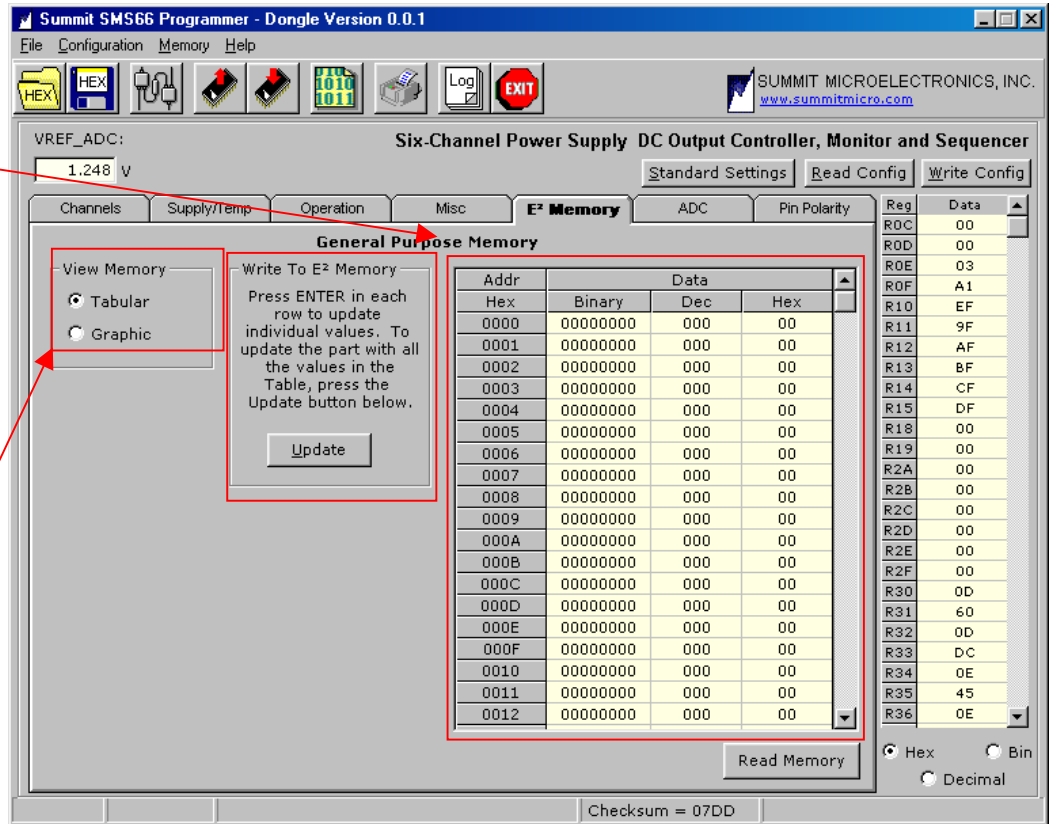 Summit SMS66 Programmer - Dongle Version 0.0.1
File Configuration Memory Help
HEX HEX 1010 1010 1011 Log EXIT
SUMMIT MICROELECTRONICS, INC.
www.summitmicro.com
VREF_ADC:
Six-Channel Power Supply DC Output Controller, Monitor and Sequencer
1.248 V
Standard Settings Read Config Write Config
Channels Supply/Temp Operation Misc E² Memory ADC Pin Polarity
General Purpose Memory
View Memory
Tabular
Graphic
Write To E² Memory
Press ENTER in each
row to update
individual values. To
update the part with all
the values in the
Table, press the
Update button below.
Update
Addr Data
Hex Binary Dec Hex
0000 00000000 000 00
0001 00000000 000 00
0002 00000000 000 00
0003 00000000 000 00
0004 00000000 000 00
0005 00000000 000 00
0006 00000000 000 00
0007 00000000 000 00
0008 00000000 000 00
0009 00000000 000 00
000A 00000000 000 00
000B 00000000 000 00
000C 00000000 000 00
000D 00000000 000 00
000E 00000000 000 00
000F 00000000 000 00
0010 00000000 000 00
0011 00000000 000 00
0012 00000000 000 00
Read Memory
Reg Data
R0C 00
R0D 00
R0E 03
R0F A1
R10 EF
R11 9F
R12 AF
R13 BF
R14 CF
R15 DF
R18 00
R19 00
R2A 00
R2B 00
R2C 00
R2D 00
R2E 00
R2F 00
R30 0D
R31 60
R32 0D
R33 DC
R34 0E
R35 45
R36 0E
Hex Bin
Decimal
Checksum = 07DD